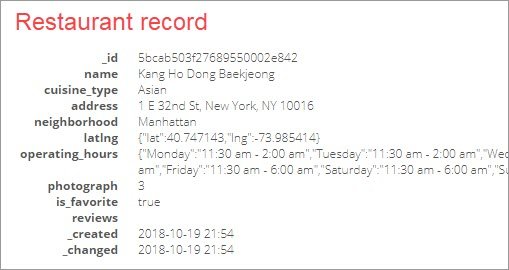 Restaurant record
_id 5bcab503f27689550002e842
name Kang Ho Dong Baekjeong
cuisine_type Asian
address 1 E 32nd St, New York, NY 10016
neighborhood Manhattan
latlng {"lat":40.747143,"lng":-73.985414}
operating_hours {"Monday":"11:30 am - 2:00 am","Tuesday":"11:30 am - 2:00 am","Wed
am","Friday":"11:30 am - 6:00 am","Saturday":"11:30 am - 6:00 am","Su
photograph 3
is_favorite true
reviews
_created 2018-10-19 21:54
_changed 2018-10-19 21:54